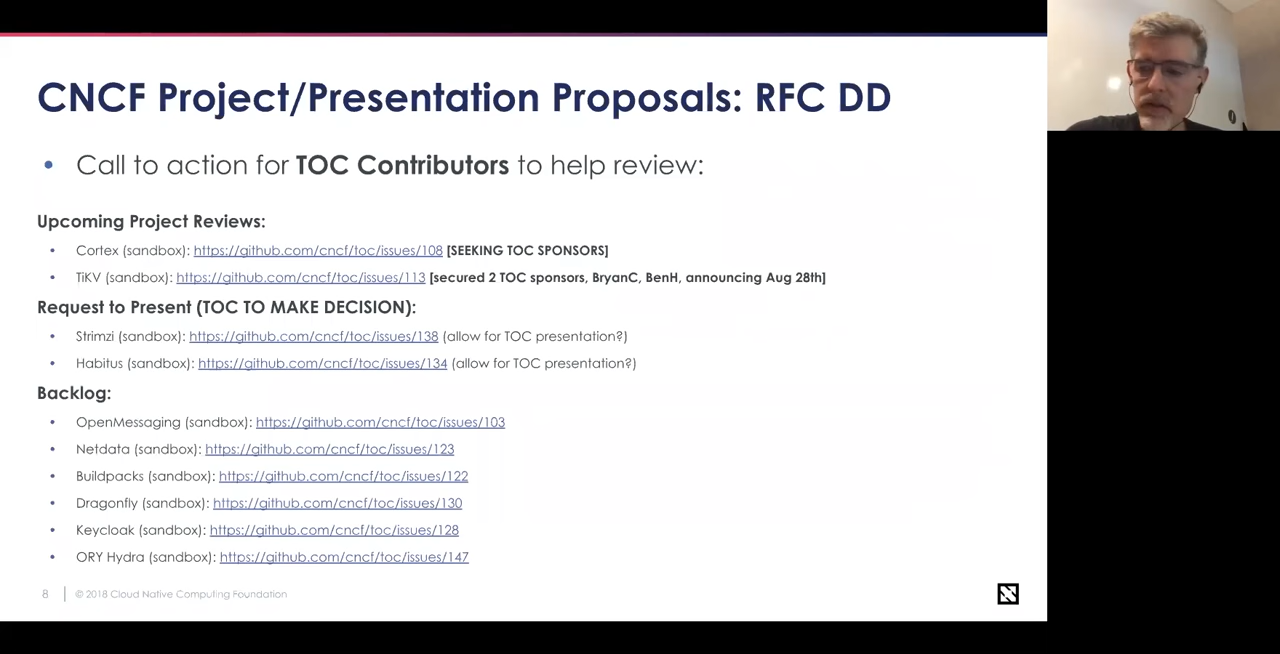 CNCF Project/Presentation Proposals: RFC DD
• Call to action for TOC Contributors to help review:
Upcoming Project Reviews:
• Cortex (sandbox): https://github.com/cncf/toc/issues/108 [SEEKING TOC SPONSORS]
• TiKV (sandbox): https://github.com/cncf/toc/issues/113 [secured 2 TOC sponsors, BryanC, BenH, announcing Aug 28th]
Request to Present (TOC TO MAKE DECISION):
• Strimzi (sandbox): https://github.com/cncf/toc/issues/138 (allow for TOC presentation?)
• Habitus (sandbox): https://github.com/cncf/toc/issues/134 (allow for TOC presentation?)
Backlog:
• OpenMessaging (sandbox): https://github.com/cncf/toc/issues/103
• Netdata (sandbox): https://github.com/cncf/toc/issues/123
• Buildpacks (sandbox): https://github.com/cncf/toc/issues/122
• Dragonfly (sandbox): https://github.com/cncf/toc/issues/130
• Keycloak (sandbox): https://github.com/cncf/toc/issues/128
• ORY Hydra (sandbox): https://github.com/cncf/toc/issues/147
8 | © 2018 Cloud Native Computing Foundation